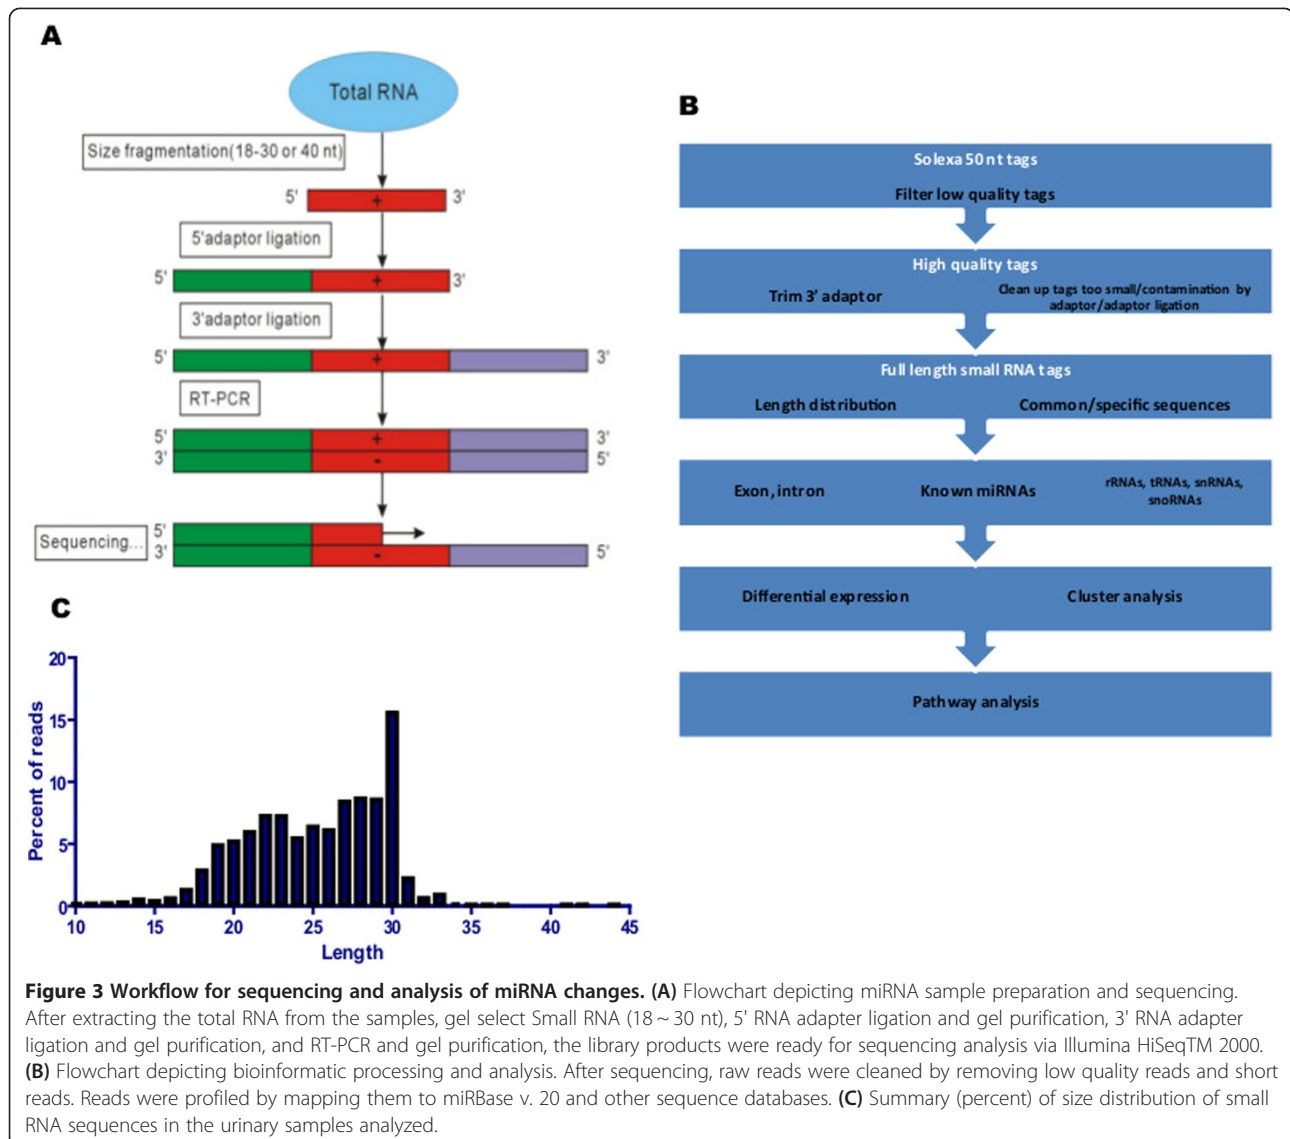 A
Total RNA
Size fragmentation(18-30 or 40 nt)
5' + 3'
5'adaptor ligation
5' + 3'
3'adaptor ligation
5' + 3'
RT-PCR
5' + 3'
3' - 5'
Sequencing...
5'
3' - 5'
B
Solexa 50 nt tags
Filter low quality tags
High quality tags
Trim 3' adaptor
Clean up tags too small/contamination by
adaptor/adaptor ligation
Full length small RNA tags
Length distribution
Common/specific sequences
Exon, intron
Known miRNAs
rRNAs, tRNAs, snRNAs,
snoRNAs
Differential expression
Cluster analysis
Pathway analysis
C
Percent of reads
20
15
10
5
0
10 15 20 25 30 35 40 45
Length
Figure 3 Workflow for sequencing and analysis of miRNA changes. (A) Flowchart depicting miRNA sample preparation and sequencing.
After extracting the total RNA from the samples, gel select Small RNA (18 ~ 30 nt), 5' RNA adapter ligation and gel purification, 3' RNA adapter
ligation and gel purification, and RT-PCR and gel purification, the library products were ready for sequencing analysis via Illumina HiSeqTM 2000.
(B) Flowchart depicting bioinformatic processing and analysis. After sequencing, raw reads were cleaned by removing low quality reads and short
reads. Reads were profiled by mapping them to miRBase v. 20 and other sequence databases. (C) Summary (percent) of size distribution of small
RNA sequences in the urinary samples analyzed.